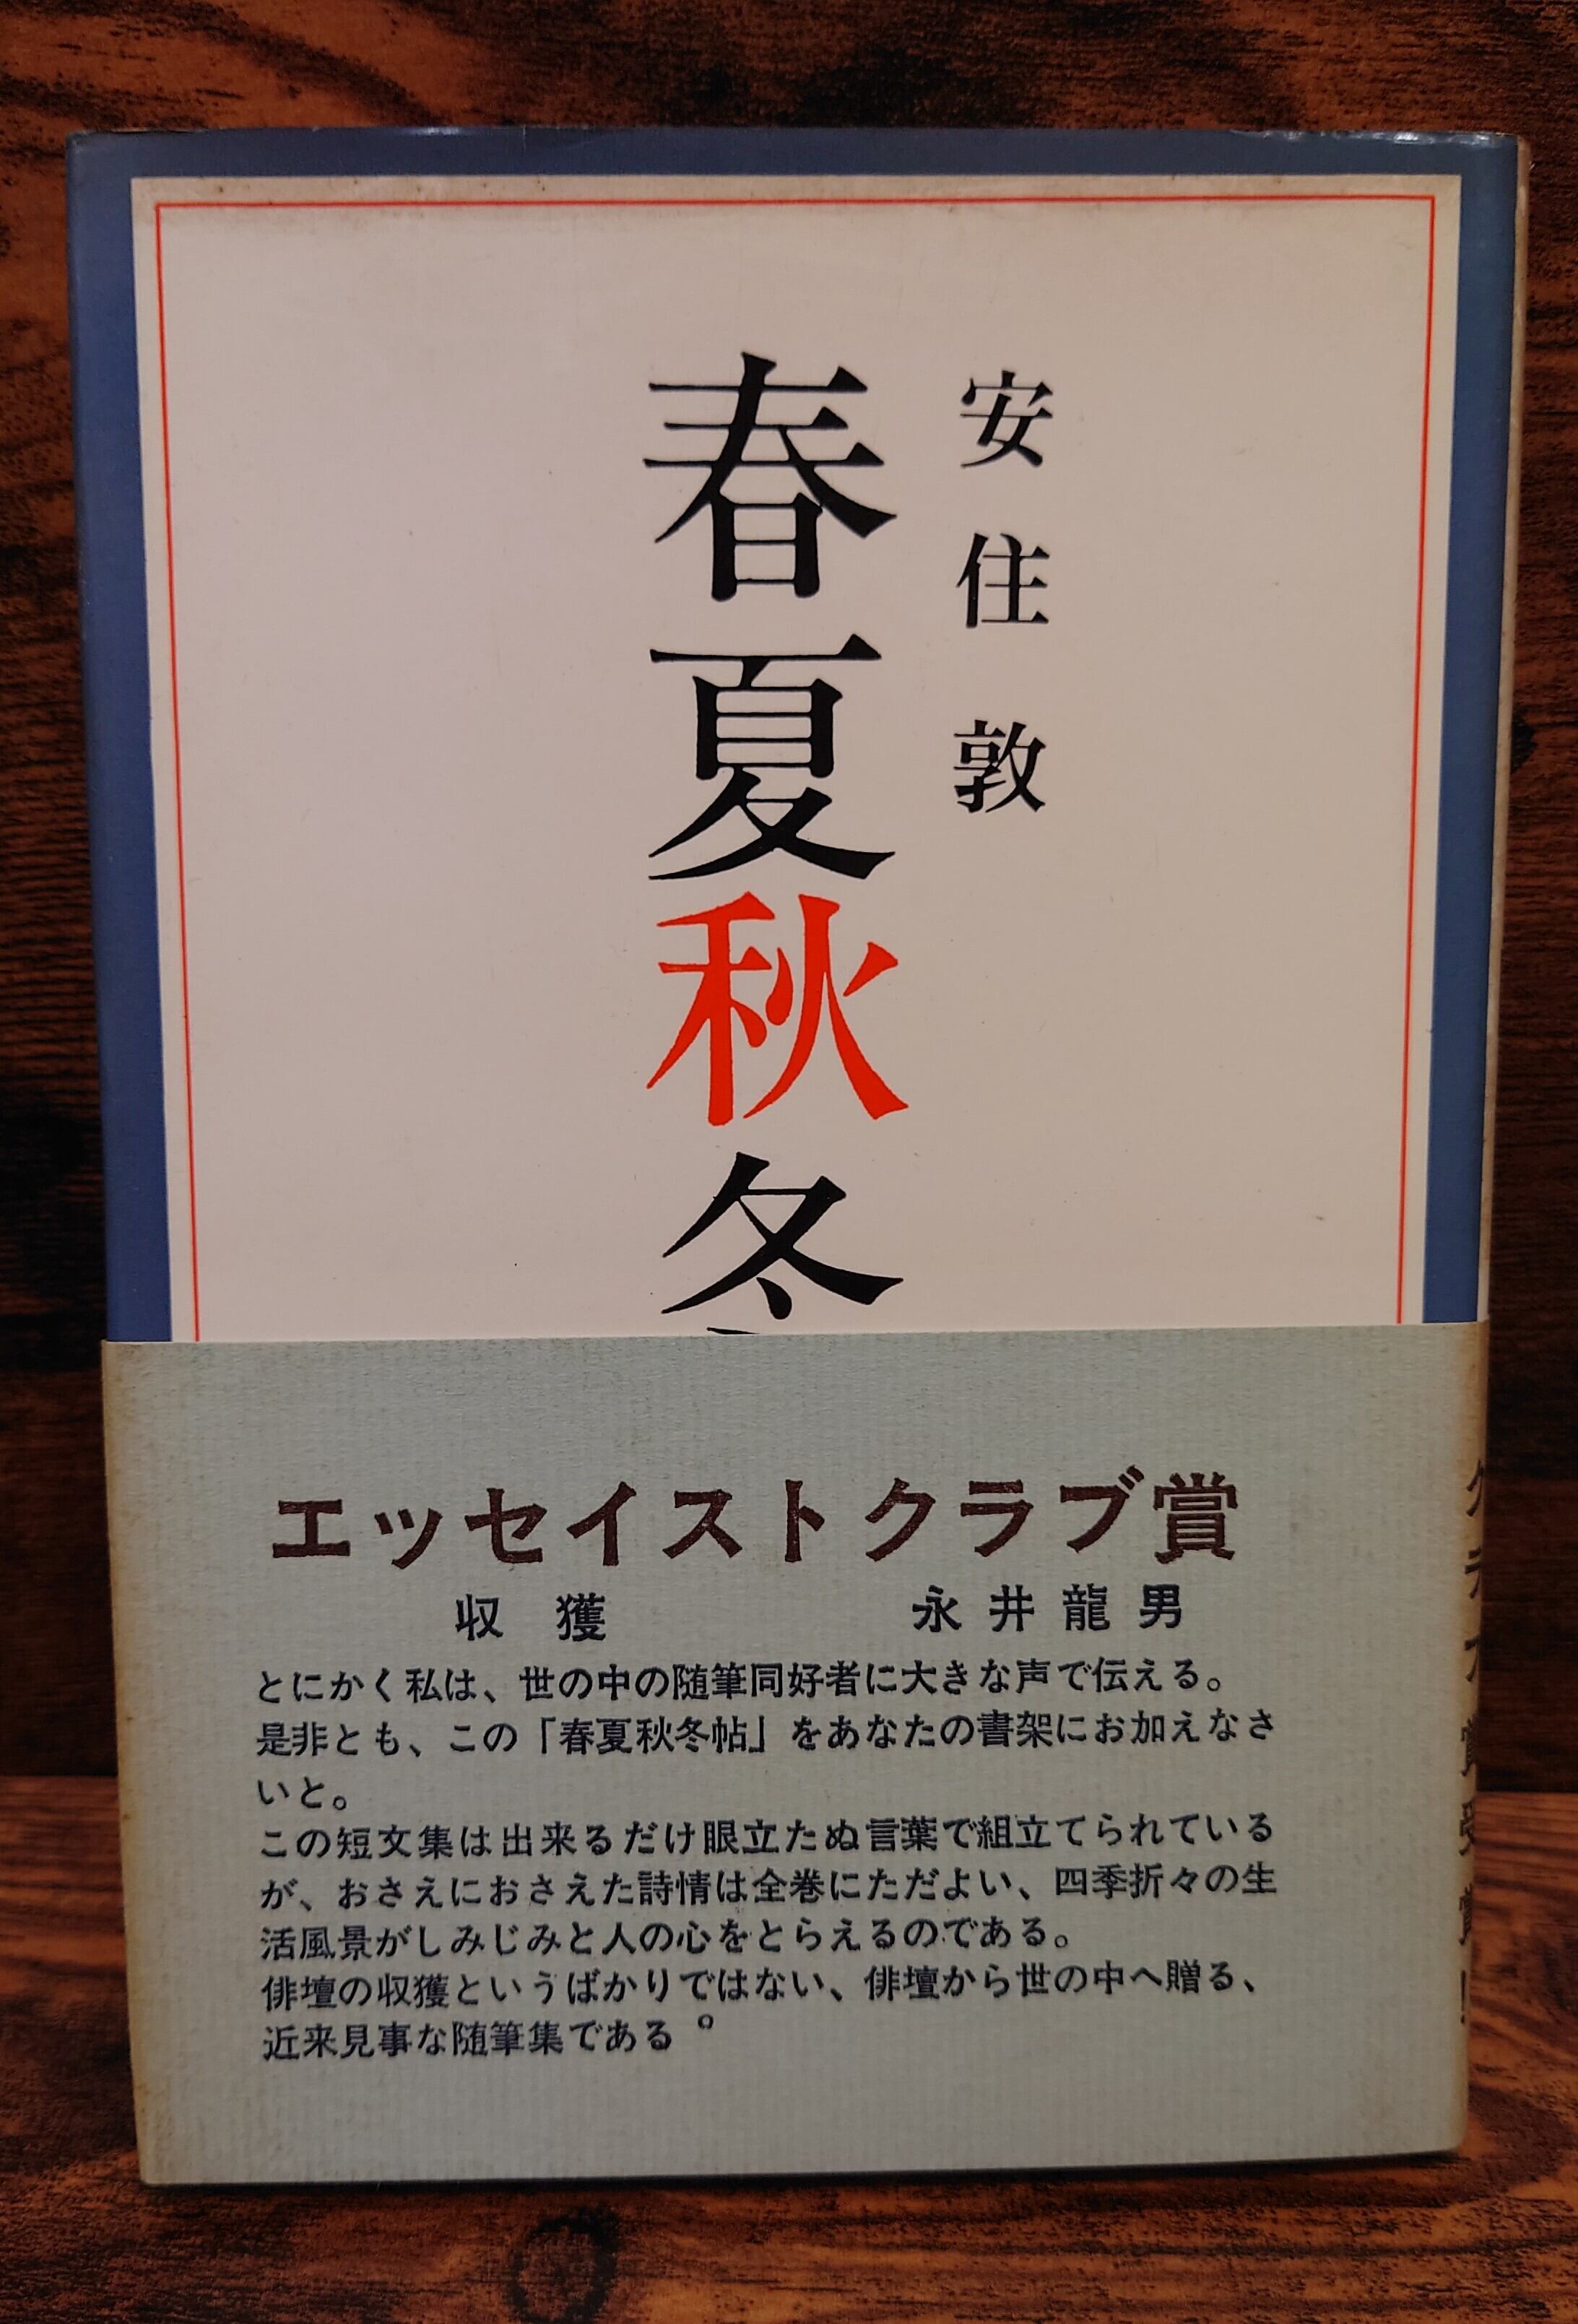 安住敦
春夏秋冬
エッセイストクラブ賞
収獲 永井龍男
とにかく私は、世の中の随筆同好者に大きな声で伝える。
是非とも、この「春夏秋冬帖」をあなたの書架にお加えなさ
いと。
この短文集は出来るだけ眼立たぬ言葉で組立てられている
が、おさえにおさえた詩情は全巻にただよい、四季折々の生
活風景がしみじみと人の心をとらえるのである。
俳壇の収獲というばかりではない、俳壇から世の中へ贈る、
近来見事な随筆集である。
クラブ賞受賞!